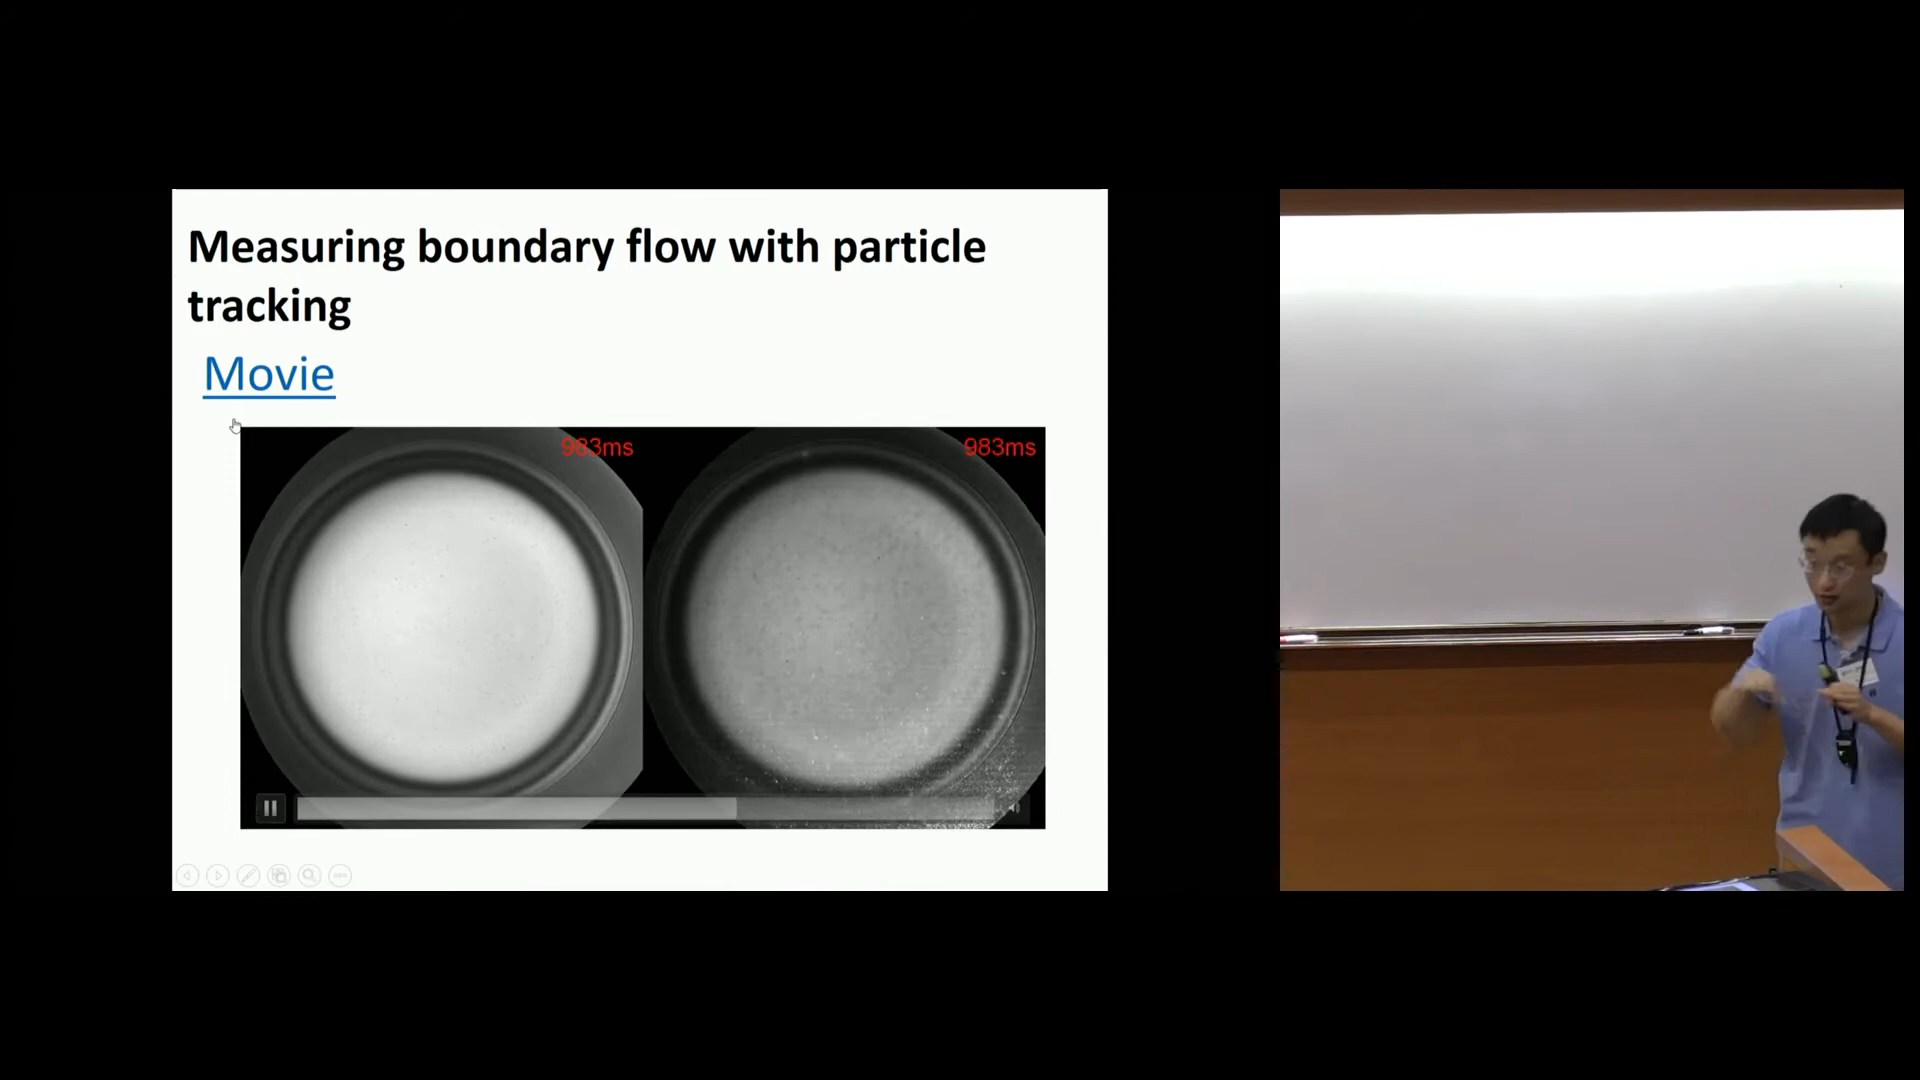 Measuring boundary flow with particle
tracking
Movie
983ms
983ms